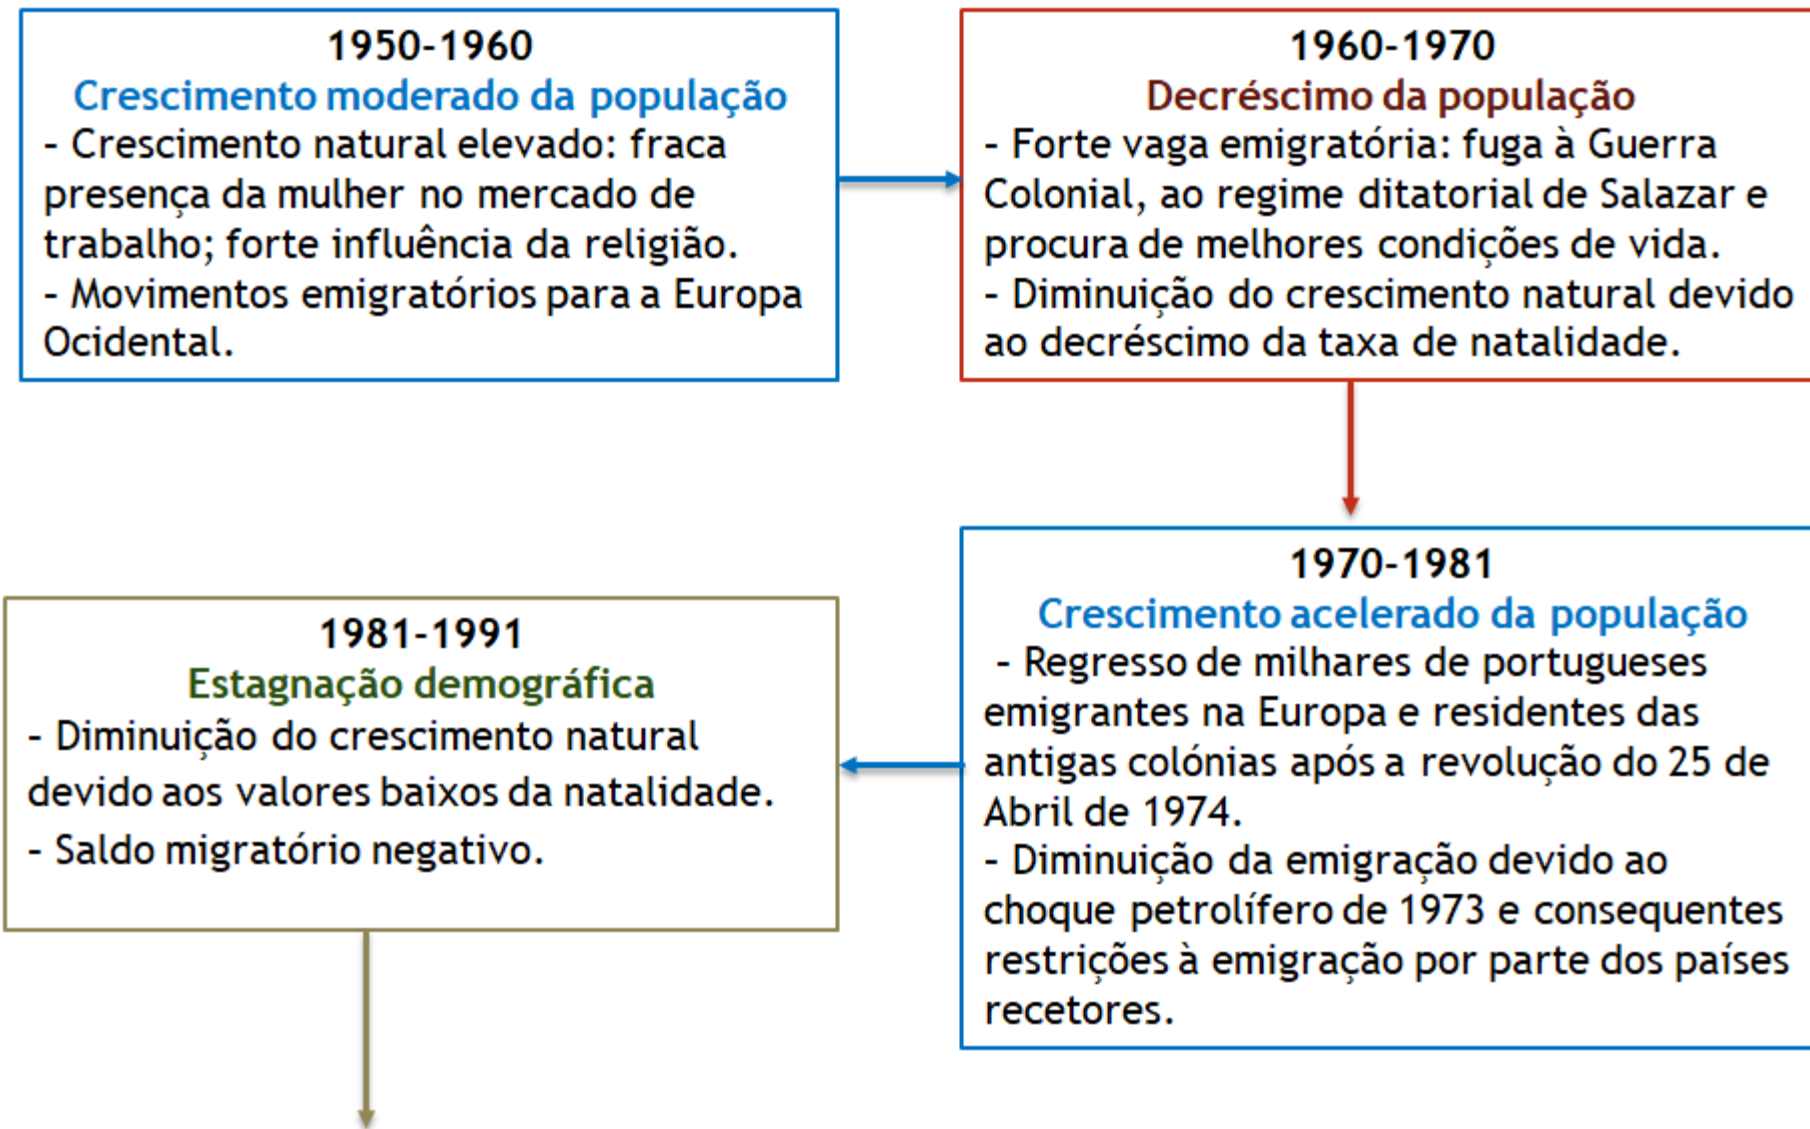 1950-1960
Crescimento moderado da população
- Crescimento natural elevado: fraca
presença da mulher no mercado de
trabalho; forte influência da religião.
- Movimentos emigratórios para a Europa
Ocidental.
1960-1970
Decréscimo da população
- Forte vaga emigratória: fuga à Guerra
Colonial, ao regime ditatorial de Salazar e
procura de melhores condições de vida.
- Diminuição do crescimento natural devido
ao decréscimo da taxa de natalidade.
1970-1981
Crescimento acelerado da população
- Regresso de milhares de portugueses
emigrantes na Europa e residentes das
antigas colónias após a revolução do 25 de
Abril de 1974.
- Diminuição da emigração devido ao
choque petrolífero de 1973 e consequentes
restrições à emigração por parte dos países
recetores.
1981-1991
Estagnação demográfica
- Diminuição do crescimento natural
devido aos valores baixos da natalidade.
- Saldo migratório negativo.